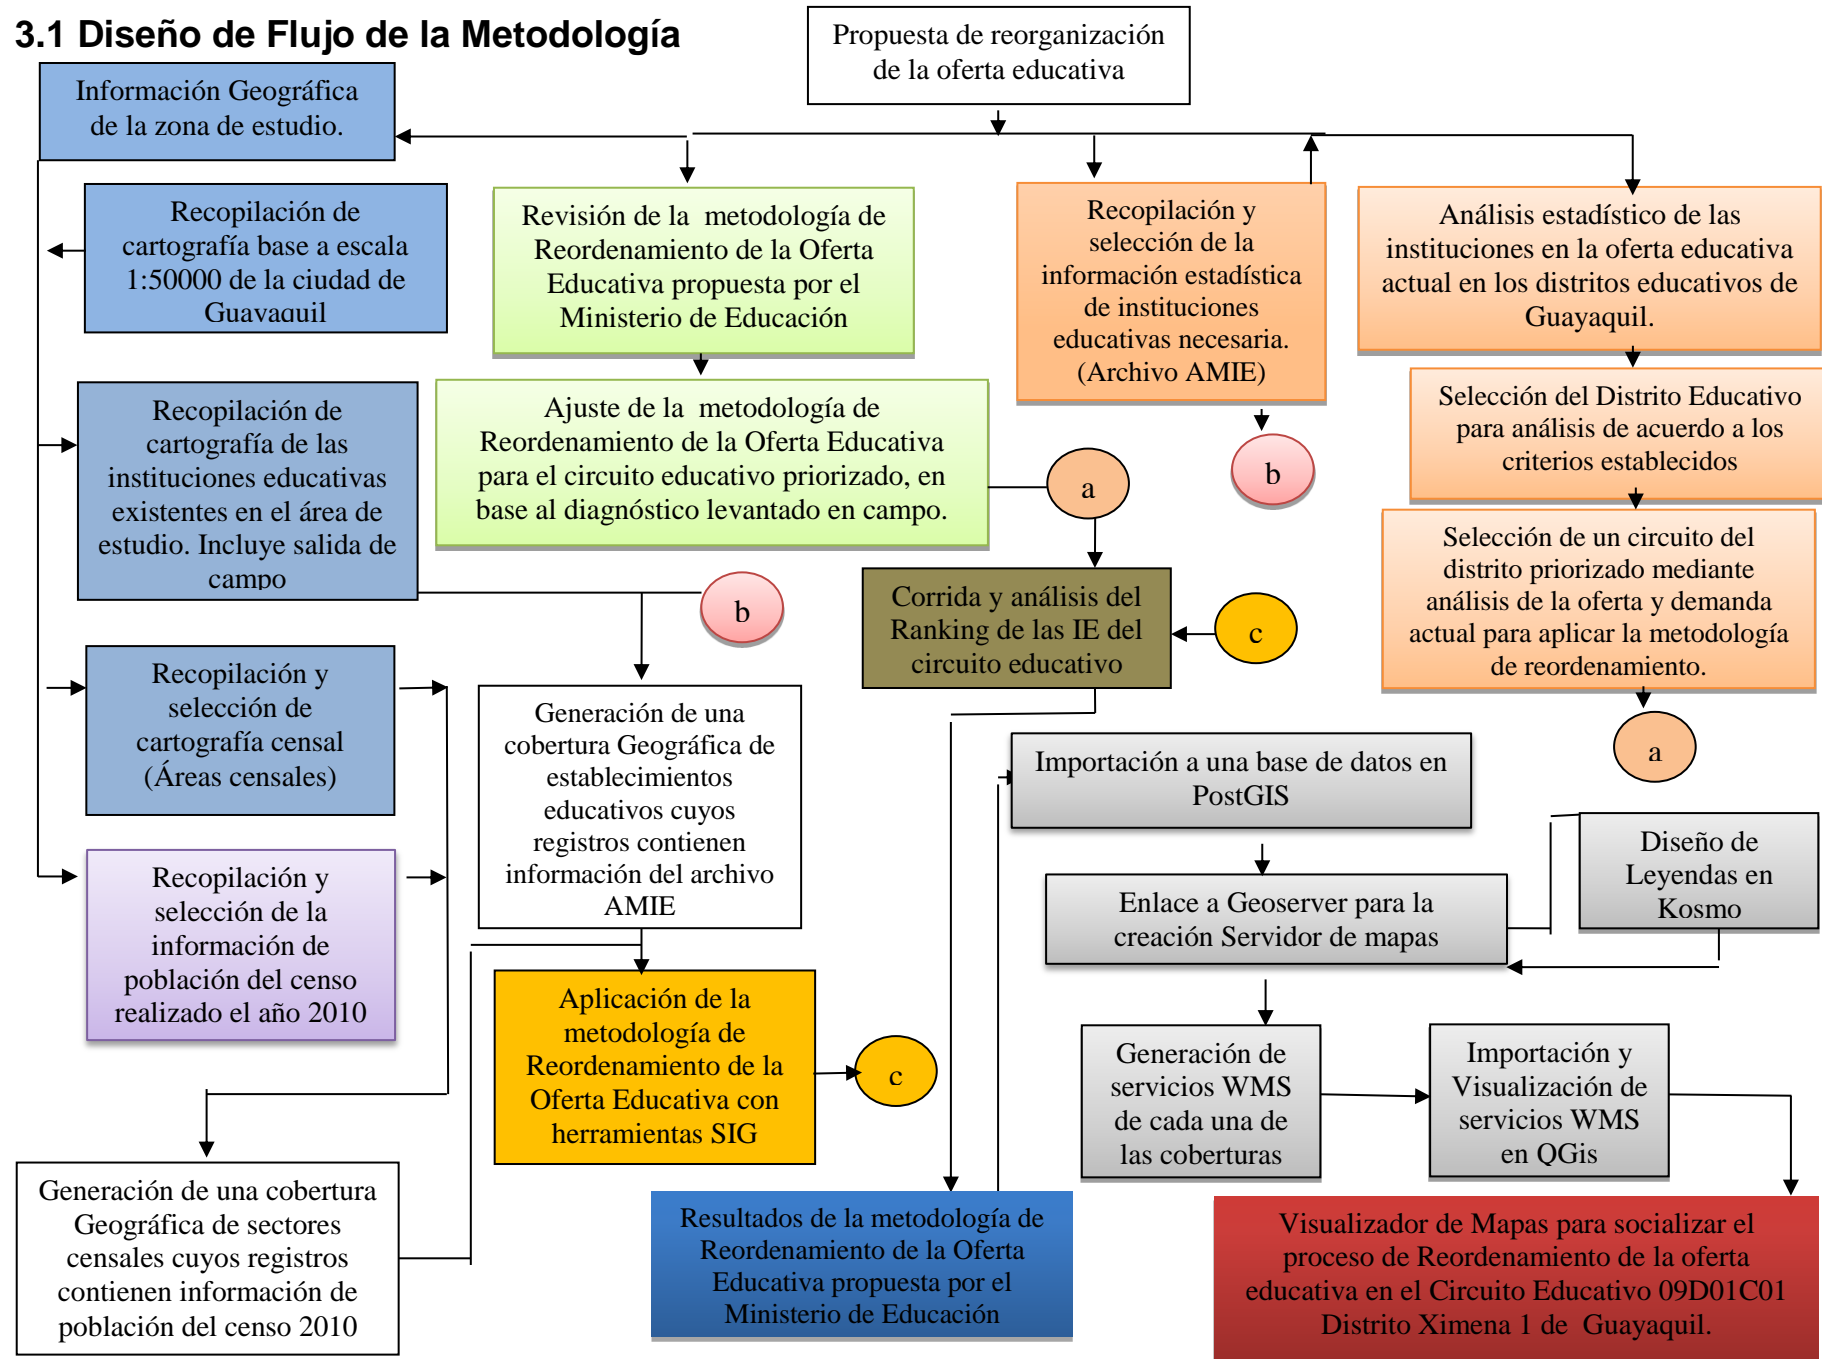 3.1 Diseño de Flujo de la Metodología
Propuesta de reorganización
de la oferta educativa
Información Geográfica
de la zona de estudio.
Recopilación de
cartografía base a escala
1:50000 de la ciudad de
Guayaquil
Revisión de la metodología de
Reordenamiento de la Oferta
Educativa propuesta por el
Ministerio de Educación
Recopilación y
selección de la
información estadística
de instituciones
educativas necesaria.
(Archivo AMIE)
Análisis estadístico de las
instituciones en la oferta educativa
actual en los distritos educativos de
Guayaquil.
Recopilación de
cartografía de las
instituciones educativas
existentes en el área de
estudio. Incluye salida de
campo
Ajuste de la metodología de
Reordenamiento de la Oferta Educativa
para el circuito educativo priorizado, en
base al diagnóstico levantado en campo.
a
b
Selección del Distrito Educativo
para análisis de acuerdo a los
criterios establecidos
Selección de un circuito del
distrito priorizado mediante
análisis de la oferta y demanda
actual para aplicar la metodología
de reordenamiento.
b
Corrida y análisis del
Ranking de las IE del
circuito educativo
c
a
Recopilación y
selección de
cartografía censal
(Áreas censales)
Generación de una
cobertura Geográfica de
establecimientos
educativos cuyos
registros contienen
información del archivo
AMIE
Importación a una base de datos en
PostGIS
Diseño de
Leyendas en
Kosmo
Recopilación y
selección de la
información de
población del censo
realizado el año 2010
Enlace a Geoserver para la
creación Servidor de mapas
Aplicación de la
metodología de
Reordenamiento de la
Oferta Educativa con
herramientas SIG
c
Generación de
servicios WMS
de cada una de
las coberturas
Importación y
Visualización de
servicios WMS
en QGis
Generación de una cobertura
Geográfica de sectores
censales cuyos registros
contienen información de
población del censo 2010
Resultados de la metodología de
Reordenamiento de la Oferta
Educativa propuesta por el
Ministerio de Educación
Visualizador de Mapas para socializar el
proceso de Reordenamiento de la oferta
educativa en el Circuito Educativo 09D01C01
Distrito Ximena 1 de Guayaquil.